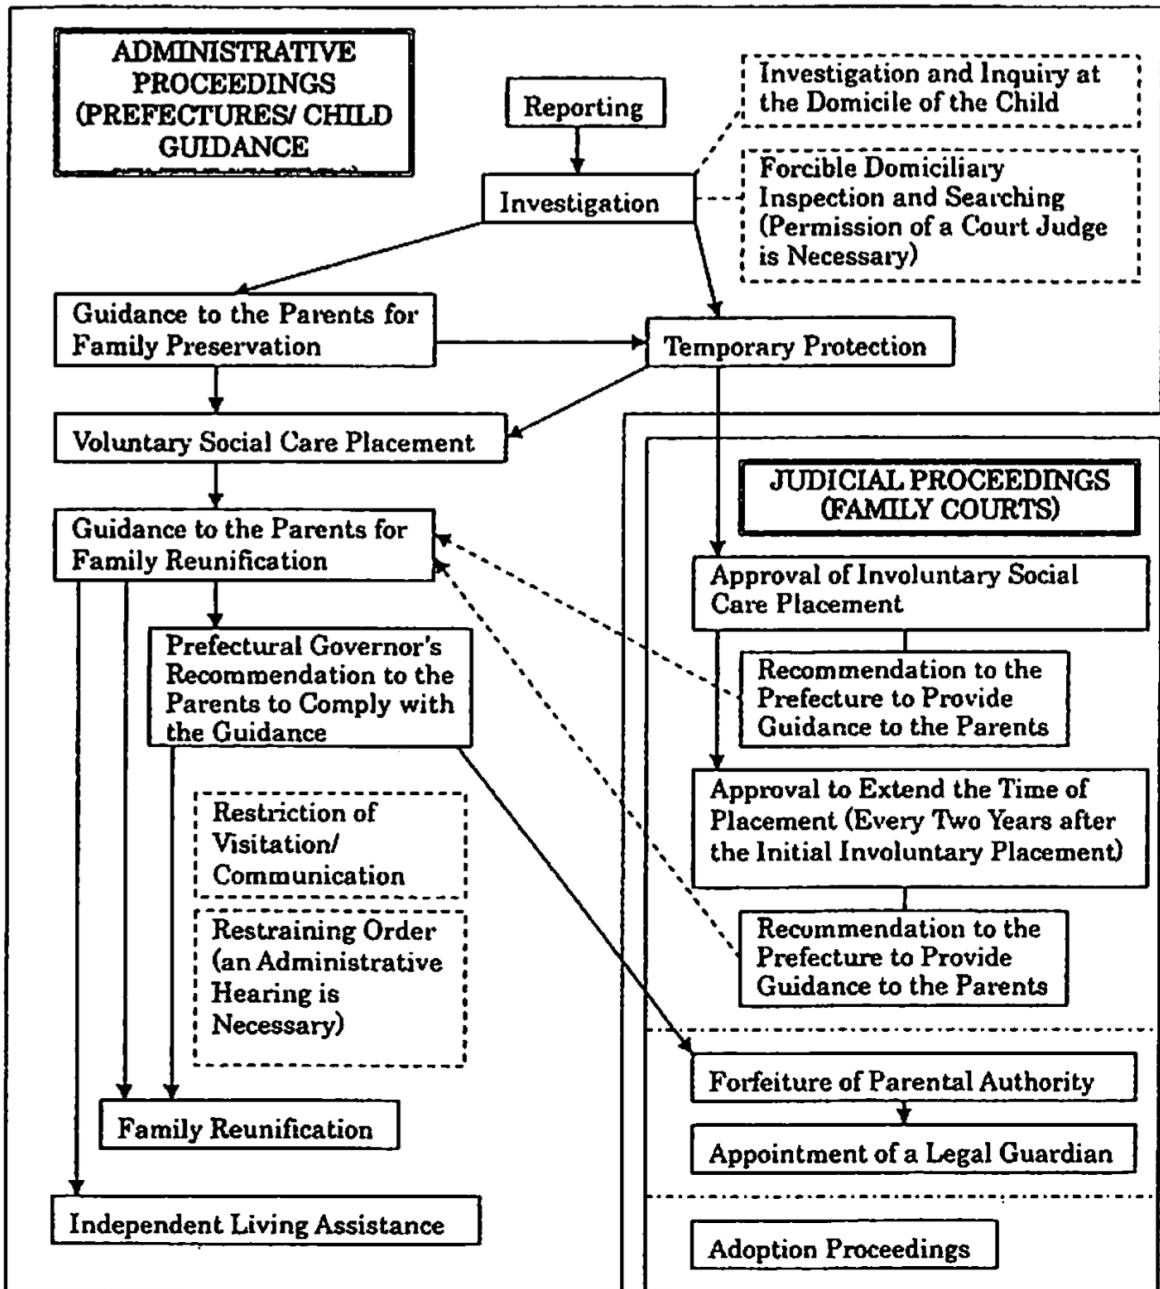 ADMINISTRATIVE
PROCEEDINGS
(PREFECTURES/ CHILD
GUIDANCE
Reporting
Investigation and Inquiry at
the Domicile of the Child
Investigation
Forcible Domiciliary
Inspection and Searching
(Permission of a Court Judge
is Necessary)
Guidance to the Parents for
Family Preservation
Temporary Protection
Voluntary Social Care Placement
JUDICIAL PROCEEDINGS
(FAMILY COURTS)
Guidance to the Parents for
Family Reunification
Approval of Involuntary Social
Care Placement
Prefectural Governor's
Recommendation to the
Parents to Comply with
the Guidance
Recommendation to the
Prefecture to Provide
Guidance to the Parents
Approval to Extend the Time of
Placement (Every Two Years after
the Initial Involuntary Placement)
Restriction of
Visitation/
Communication
Restraining Order
(an Administrative
Hearing is
Necessary)
Recommendation to the
Prefecture to Provide
Guidance to the Parents
Forfeiture of Parental Authority
Family Reunification
Appointment of a Legal Guardian
Independent Living Assistance
Adoption Proceedings